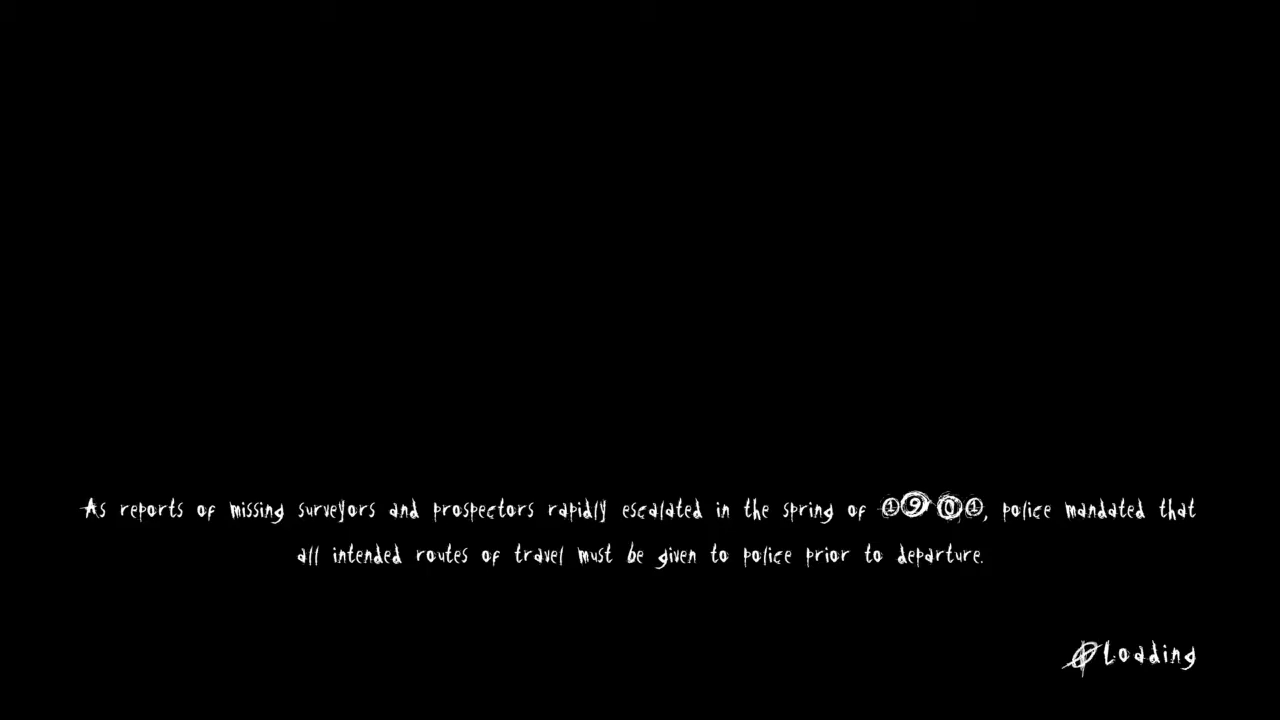 As reports of missing surveyors and prospectors rapidly escalated in the spring of 1901, police mandated that
all intended routes of travel must be given to police prior to departure.
Loading